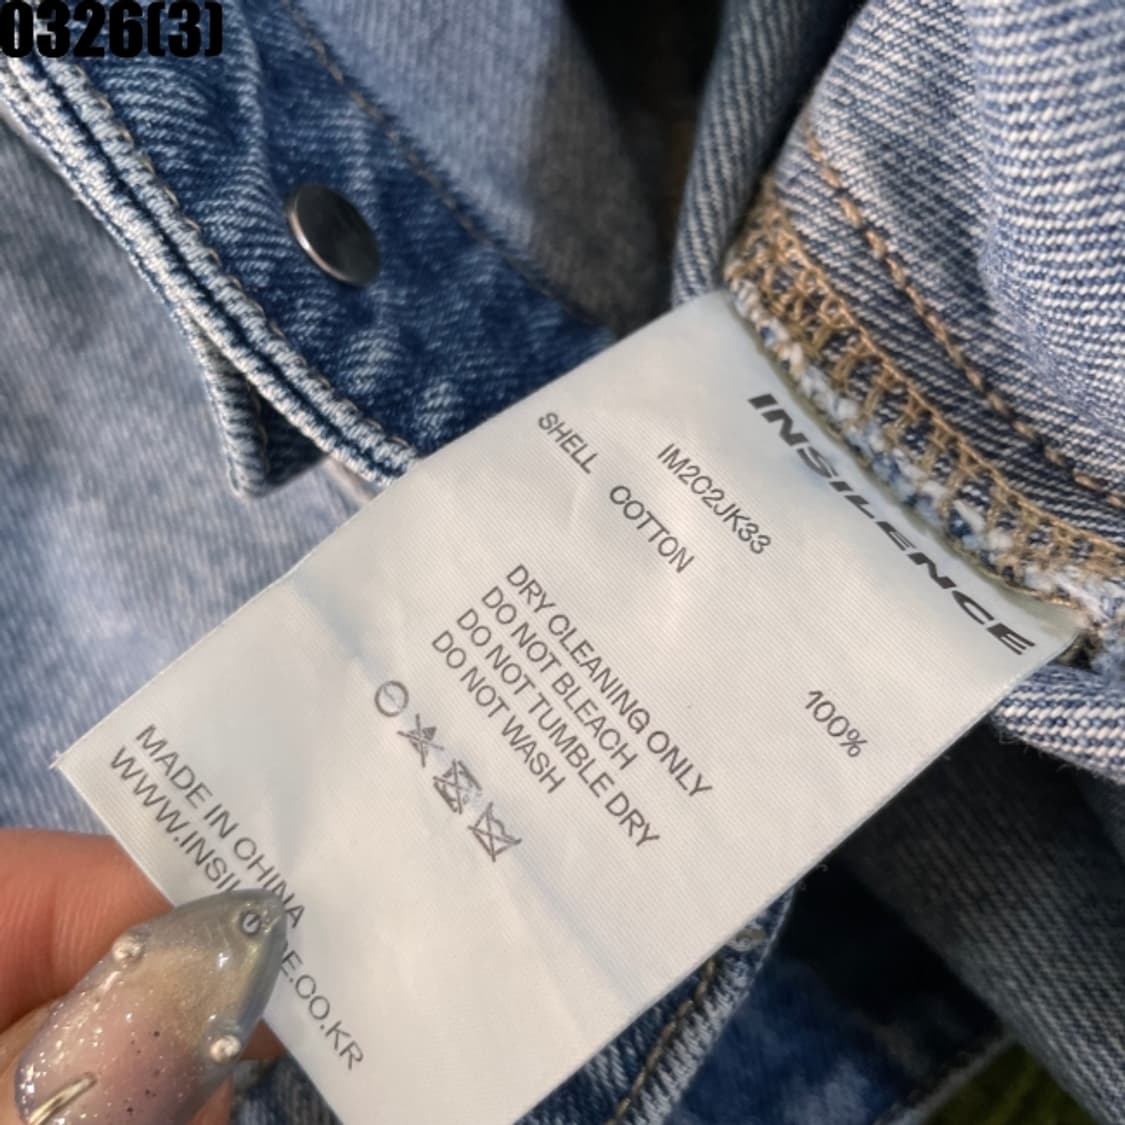 0326(3)
INSILENCE
IM2C2JK33
SHELL COTTON 100%
DRY CLEANING ONLY
DO NOT BLEACH
DO NOT TUMBLE DRY
DO NOT WASH
MADE IN CHINA